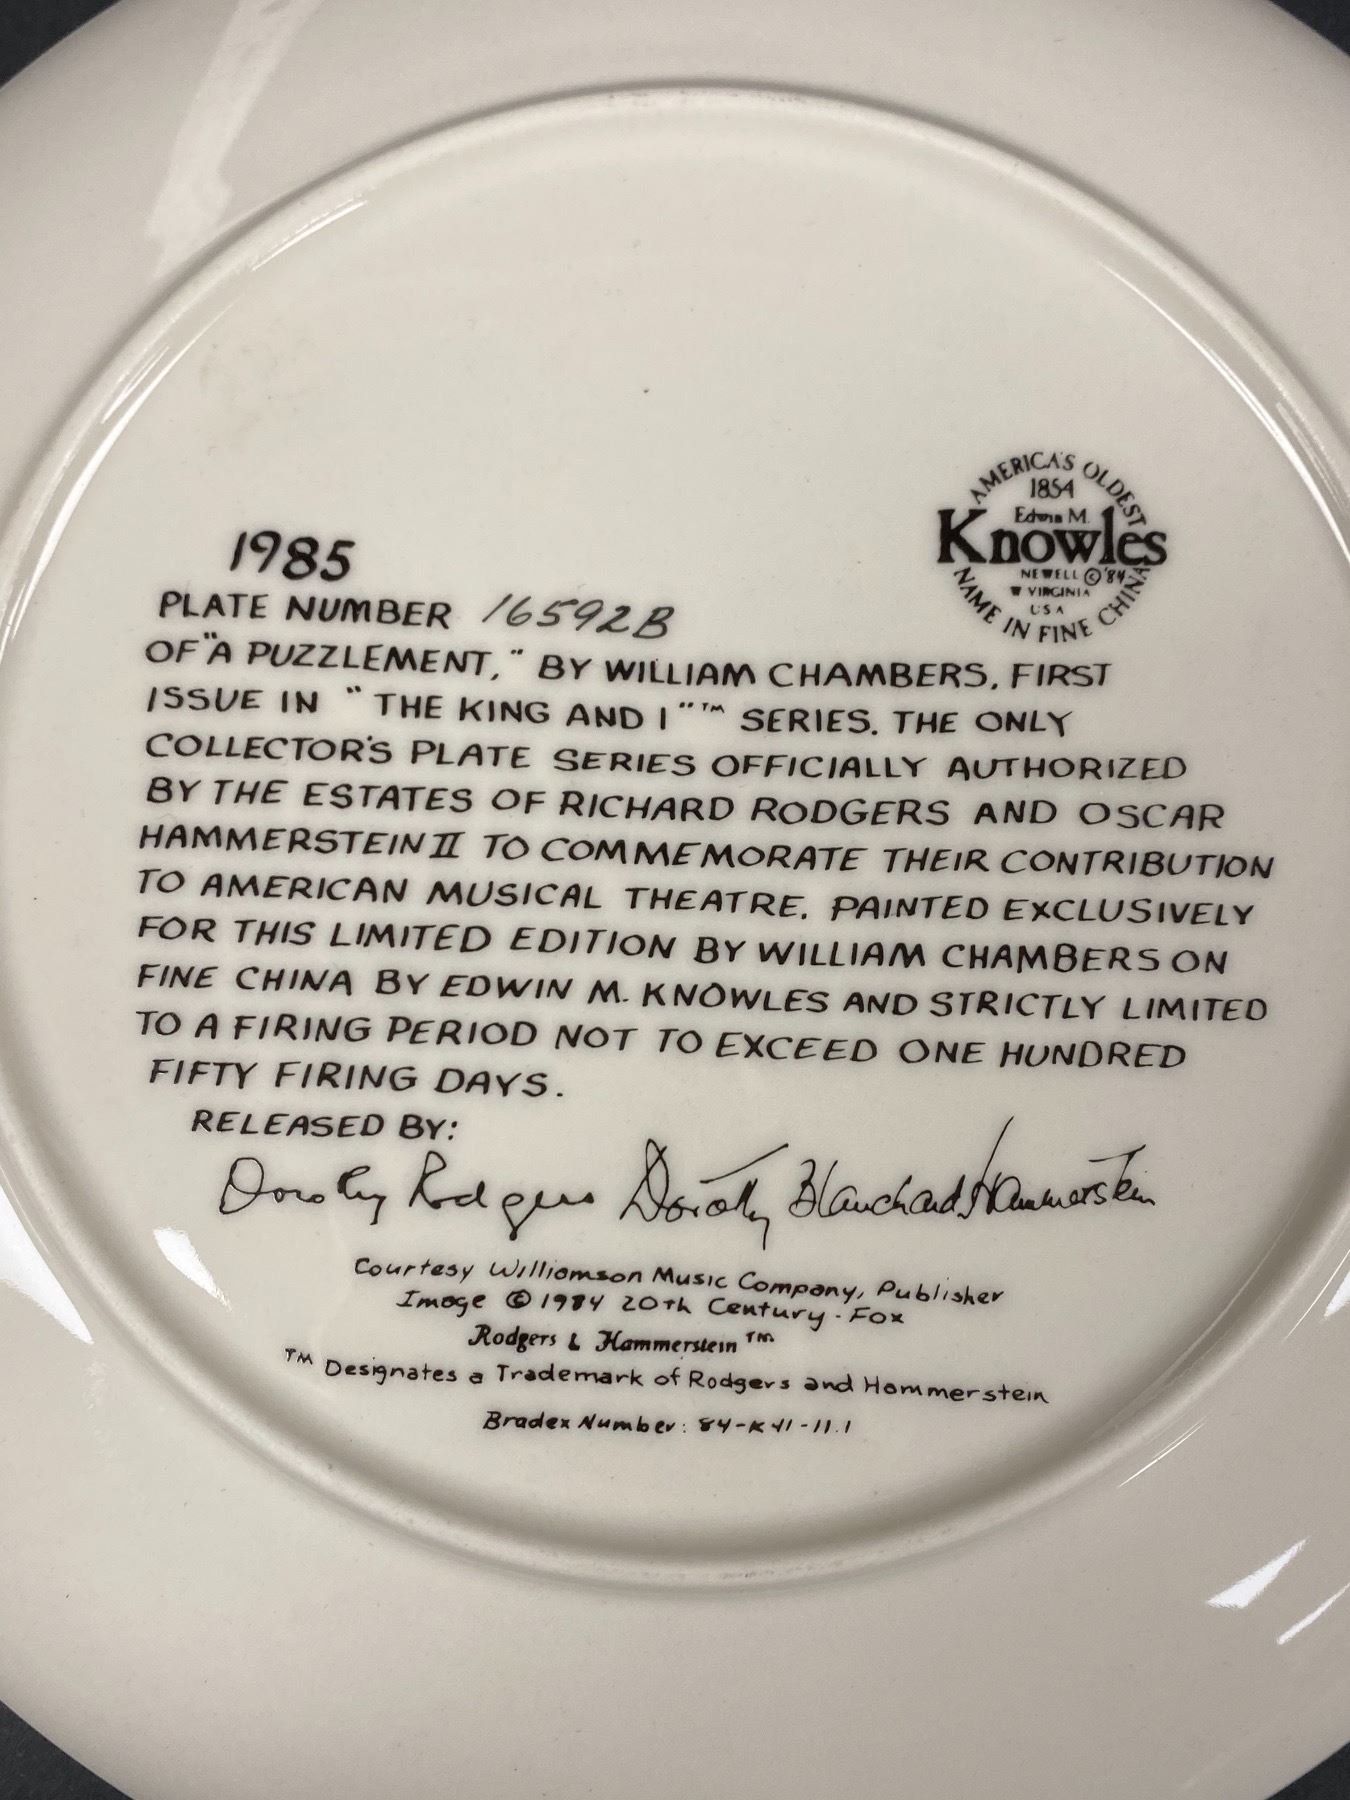 AMERICA'S OLDEST
1854
Edwin M.
Knowles
NEWELL © '84
W VIRGINIA
USA
NAME IN FINE CHINA
1985
PLATE NUMBER 16592B
OF "A PUZZLEMENT," BY WILLIAM CHAMBERS, FIRST
ISSUE IN "THE KING AND I"™ SERIES. THE ONLY
COLLECTOR'S PLATE SERIES OFFICIALLY AUTHORIZED
BY THE ESTATES OF RICHARD RODGERS AND OSCAR
HAMMERSTEIN II TO COMMEMORATE THEIR CONTRIBUTION
TO AMERICAN MUSICAL THEATRE. PAINTED EXCLUSIVELY
FOR THIS LIMITED EDITION BY WILLIAM CHAMBERS ON
FINE CHINA BY EDWIN M. KNOWLES AND STRICTLY LIMITED
TO A FIRING PERIOD NOT TO EXCEED ONE HUNDRED
FIFTY FIRING DAYS.
RELEASED BY:
Dorothy Rodgers Dorothy Blanchard Hammerstein
Courtesy Williamson Music Company, Publisher
Image © 1984 20th Century-Fox
Rodgers & Hammerstein ™
™ Designates a Trademark of Rodgers and Hammerstein
Bradex Number: 84-K41-11.1